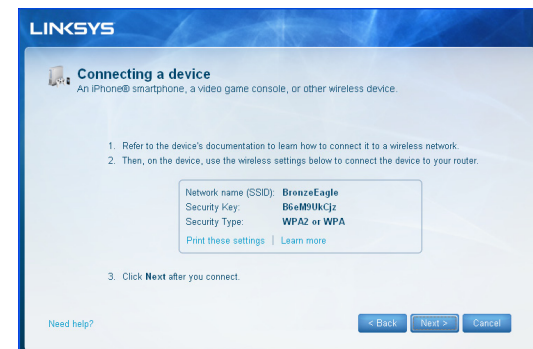 LINKSYS
Connecting a device
An iPhone® smartphone, a video game console, or other wireless device.
1. Refer to the device's documentation to learn how to connect it to a wireless network.
2. Then, on the device, use the wireless settings below to connect the device to your router.
Network name (SSID): BronzeEagle
Security Key: B6eM9UkCjz
Security Type: WPA2 or WPA
Print these settings | Learn more
3. Click Next after you connect.
Need help? < Back Next > Cancel